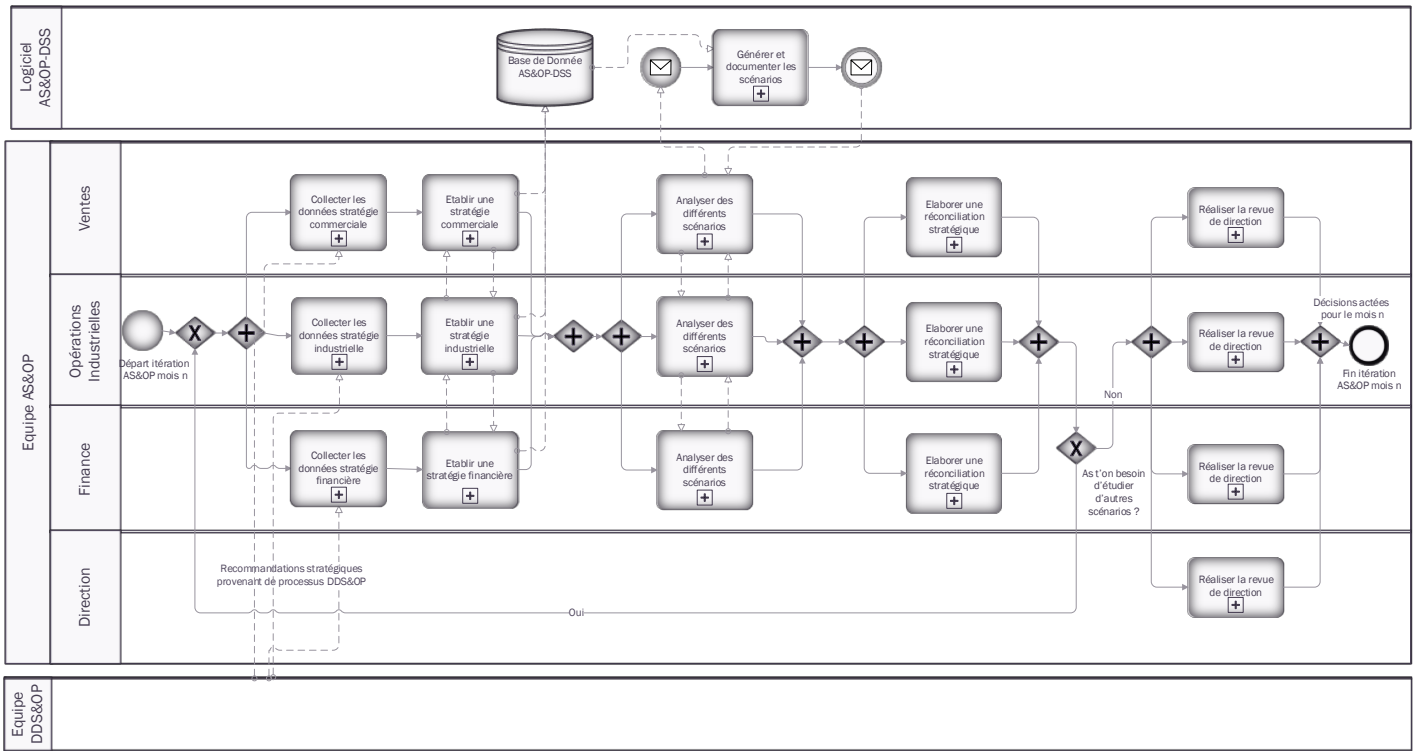 Logiciel
AS&OP-DSS
Base de Donnée
AS&OP-DSS
Générer et
documenter les
scénarios
Equipe AS&OP
Ventes
Collecter les
données stratégie
commerciale
Etablir une
stratégie
commerciale
Analyser des
différents
scénarios
Elaborer une
réconciliation
stratégique
Réaliser la revue
de direction
Opérations
Industrielles
Départ itération
AS&OP mois n
X
Collecter les
données stratégie
industrielle
Etablir une
stratégie
industrielle
Analyser des
différents
scénarios
Elaborer une
réconciliation
stratégique
Non
Réaliser la revue
de direction
Décisions actées
pour le mois n
Fin itération
AS&OP mois n
Finance
Collecter les
données stratégie
financière
Etablir une
stratégie financière
Analyser des
différents
scénarios
Elaborer une
réconciliation
stratégique
X
As t'on besoin
d'étudier
d'autres
scénarios ?
Réaliser la revue
de direction
Direction
Recommandations stratégiques
provenant de processus DDS&OP
Oui
Réaliser la revue
de direction
Equipe
DDS&OP